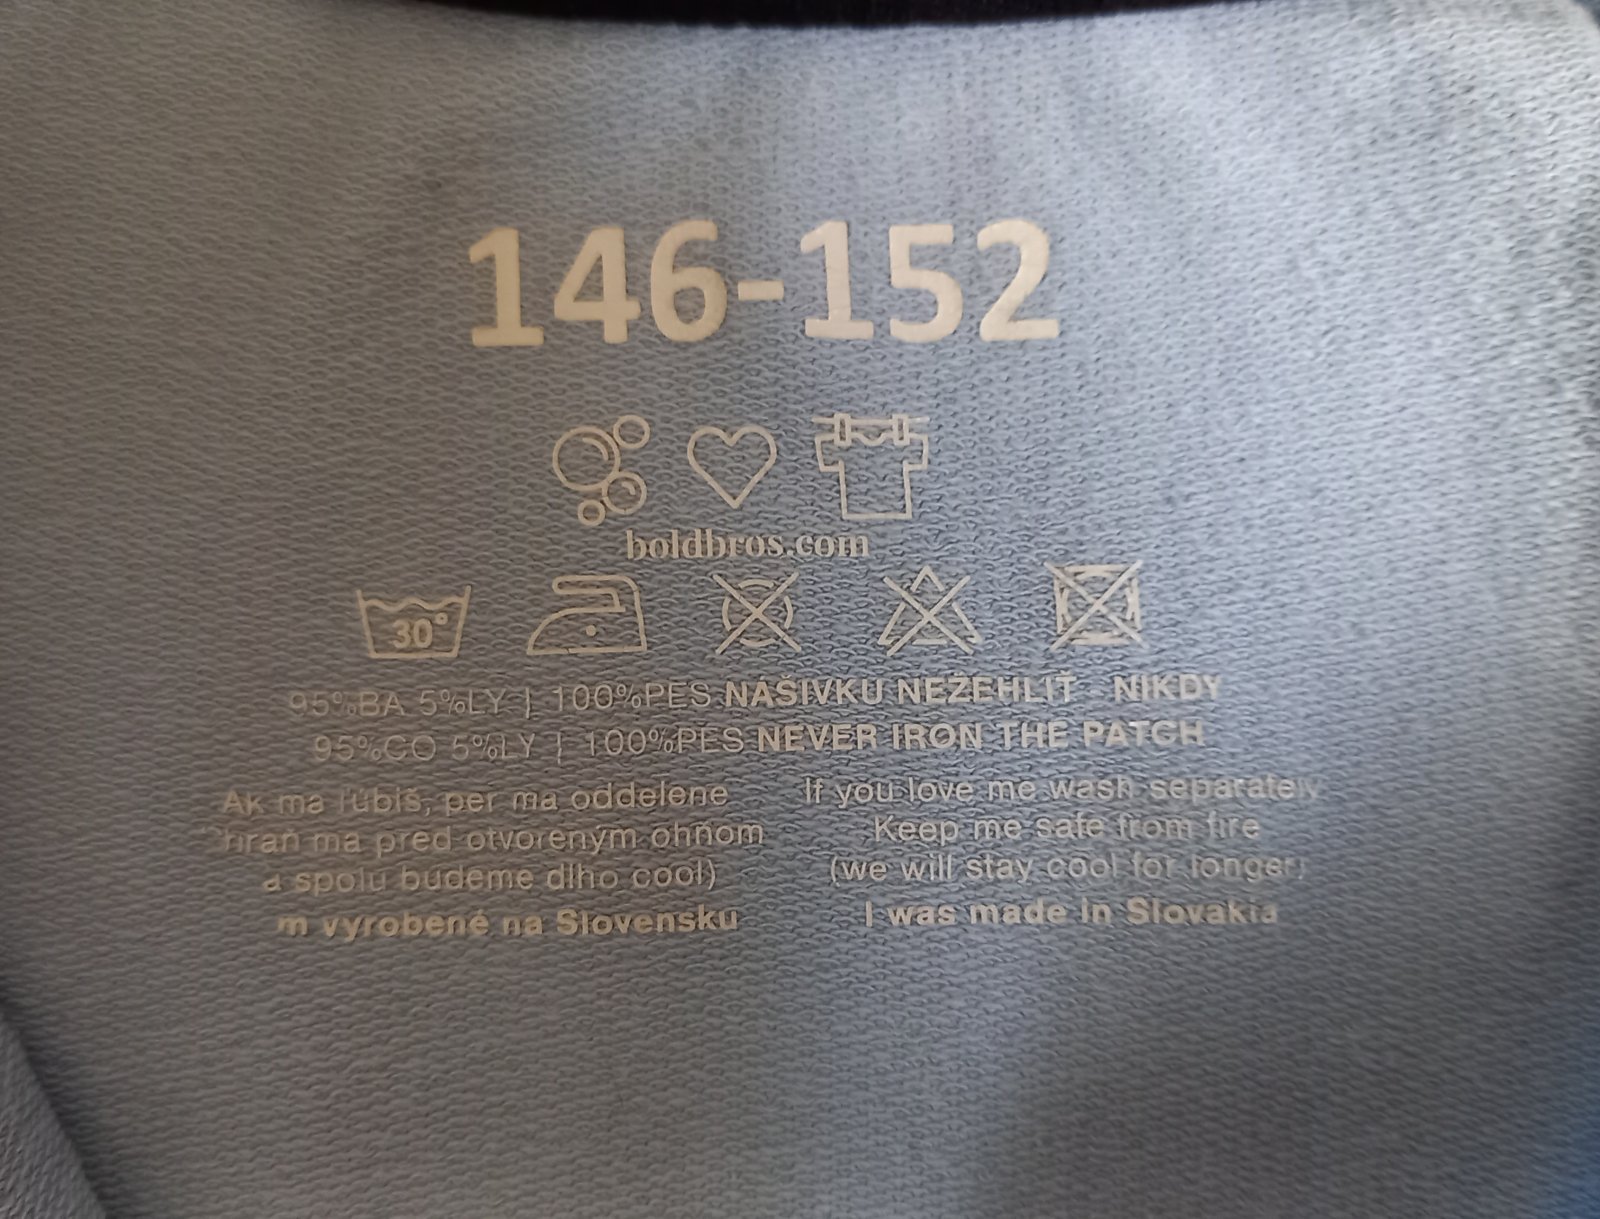 146-152
boldbros.com
30°
95%BA 5%LY | 100%PES NAŠIVKU NEŽEHLIŤ - NIKDY
95%CO 5%LY | 100%PES NEVER IRON THE PATCH
Ak ma ľúbiš, per ma oddelene
ma pred otvoreným ohňom
a spolu budeme dlho cool)
vyrobené na Slovensku
If you love me wash separately
Keep me safe from fire
(we will stay cool for longer)
I was made in Slovakia